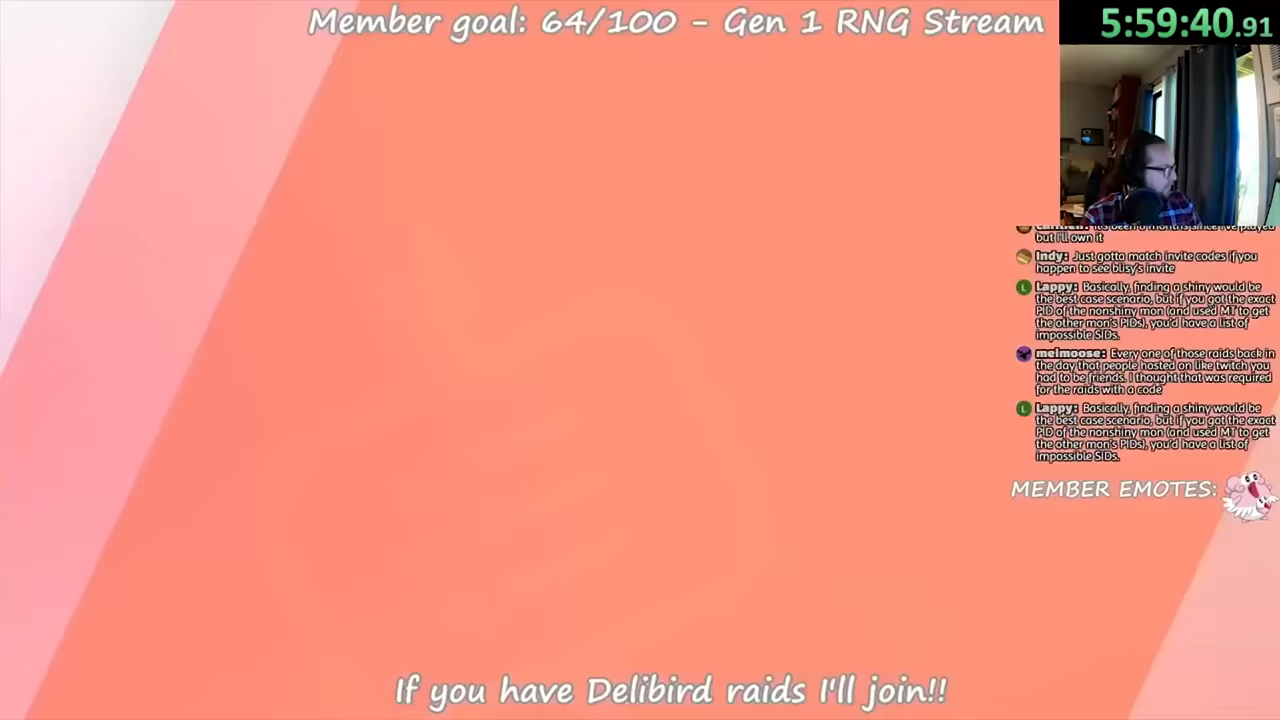 Member goal: 64/100 - Gen 1 RNG Stream
5:59:40.91
but I'll own it
Indy: Just gotta match invite codes if you
happen to see blisy's invite
Lappy: Basically, finding a shiny would be
the best case scenario, but if you got the exact
PID of the nonshiny mon (and used MT to get
the other mon's PIDs), you'd have a list of
impossible SIDs.
meimoose: Every one of those raids back in
the day that people hosted on like twitch you
had to be friends. I thought that was required
for the raids with a code
Lappy: Basically, finding a shiny would be
the best case scenario, but if you got the exact
PID of the nonshiny mon (and used MT to get
the other mon's PIDs), you'd have a list of
impossible SIDs.
MEMBER EMOTES:
If you have Delibird raids I'll join!!